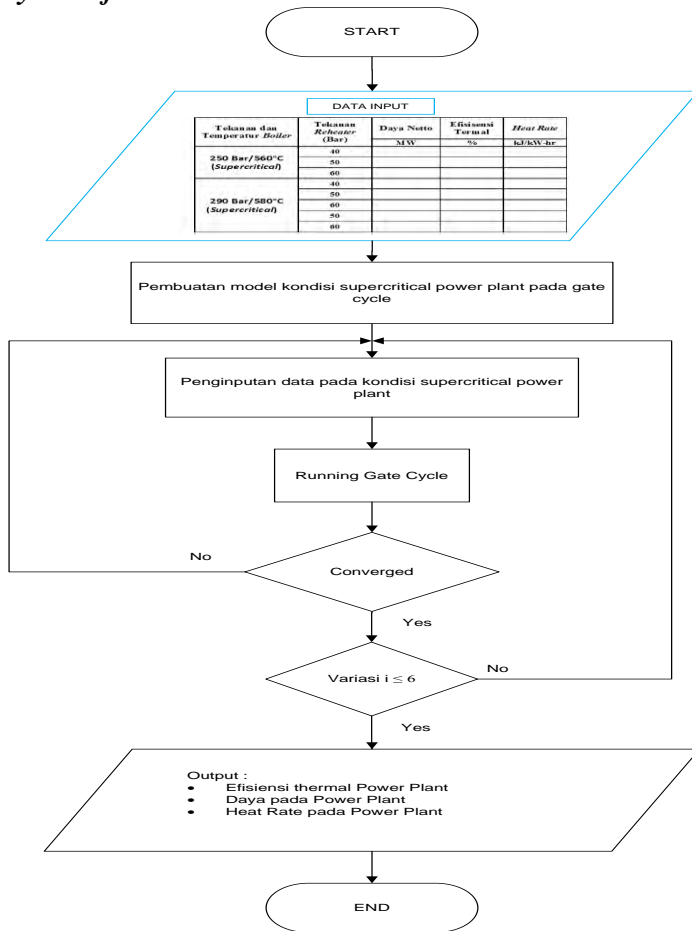 START
DATA INPUT
Tekanan dan Temperatur Boiler Tekanan Reheater (Bar) Daya Netto Efisisensi Termal Heat Rate
MW % kJ/kW-hr
250 Bar/560°C (Supercritical) 40
50
60
290 Bar/580°C (Supercritical) 40
50
60
50
60
Pembuatan model kondisi supercritical power plant pada gate
cycle
Penginputan data pada kondisi supercritical power
plant
Running Gate Cycle
No
Converged
Yes
No
Variasi i ≤ 6
Yes
Output :
• Efisiensi thermal Power Plant
• Daya pada Power Plant
• Heat Rate pada Power Plant
END